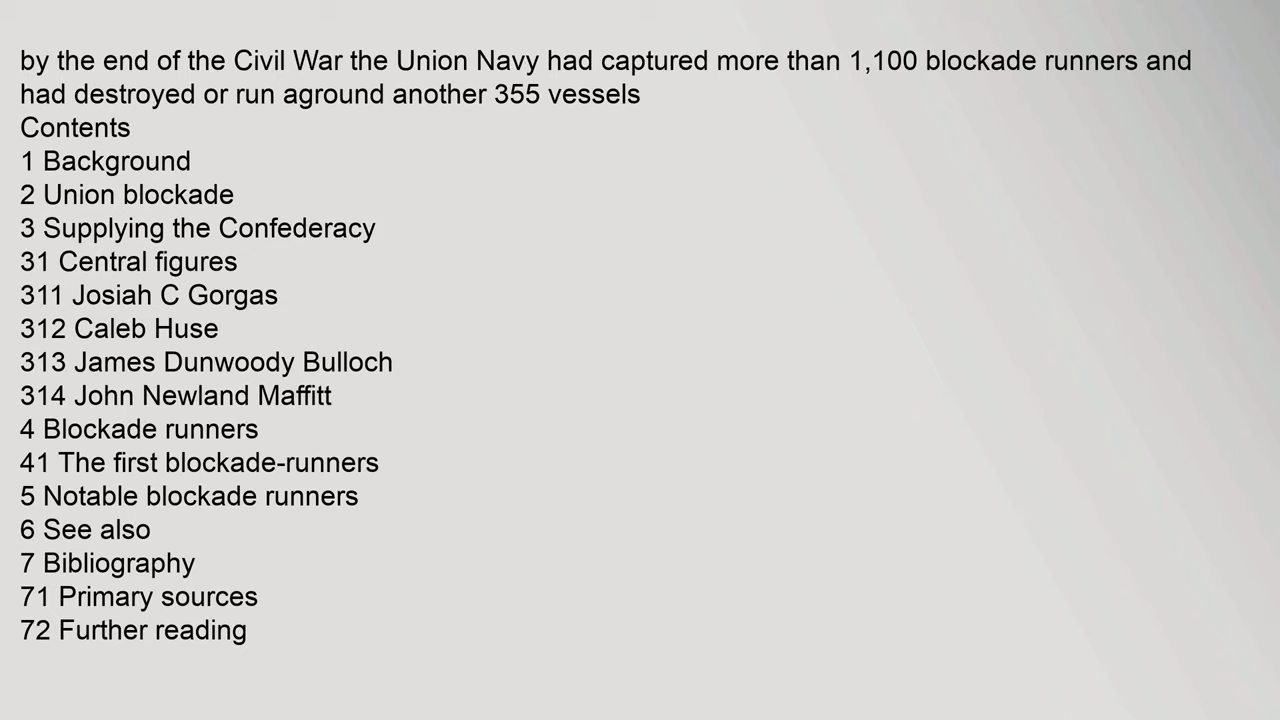 by the end of the Civil War the Union Navy had captured more than 1,100 blockade runners and
had destroyed or run aground another 355 vessels
Contents
1 Background
2 Union blockade
3 Supplying the Confederacy
31 Central figures
311 Josiah C Gorgas
312 Caleb Huse
313 James Dunwoody Bulloch
314 John Newland Maffitt
4 Blockade runners
41 The first blockade-runners
5 Notable blockade runners
6 See also
7 Bibliography
71 Primary sources
72 Further reading